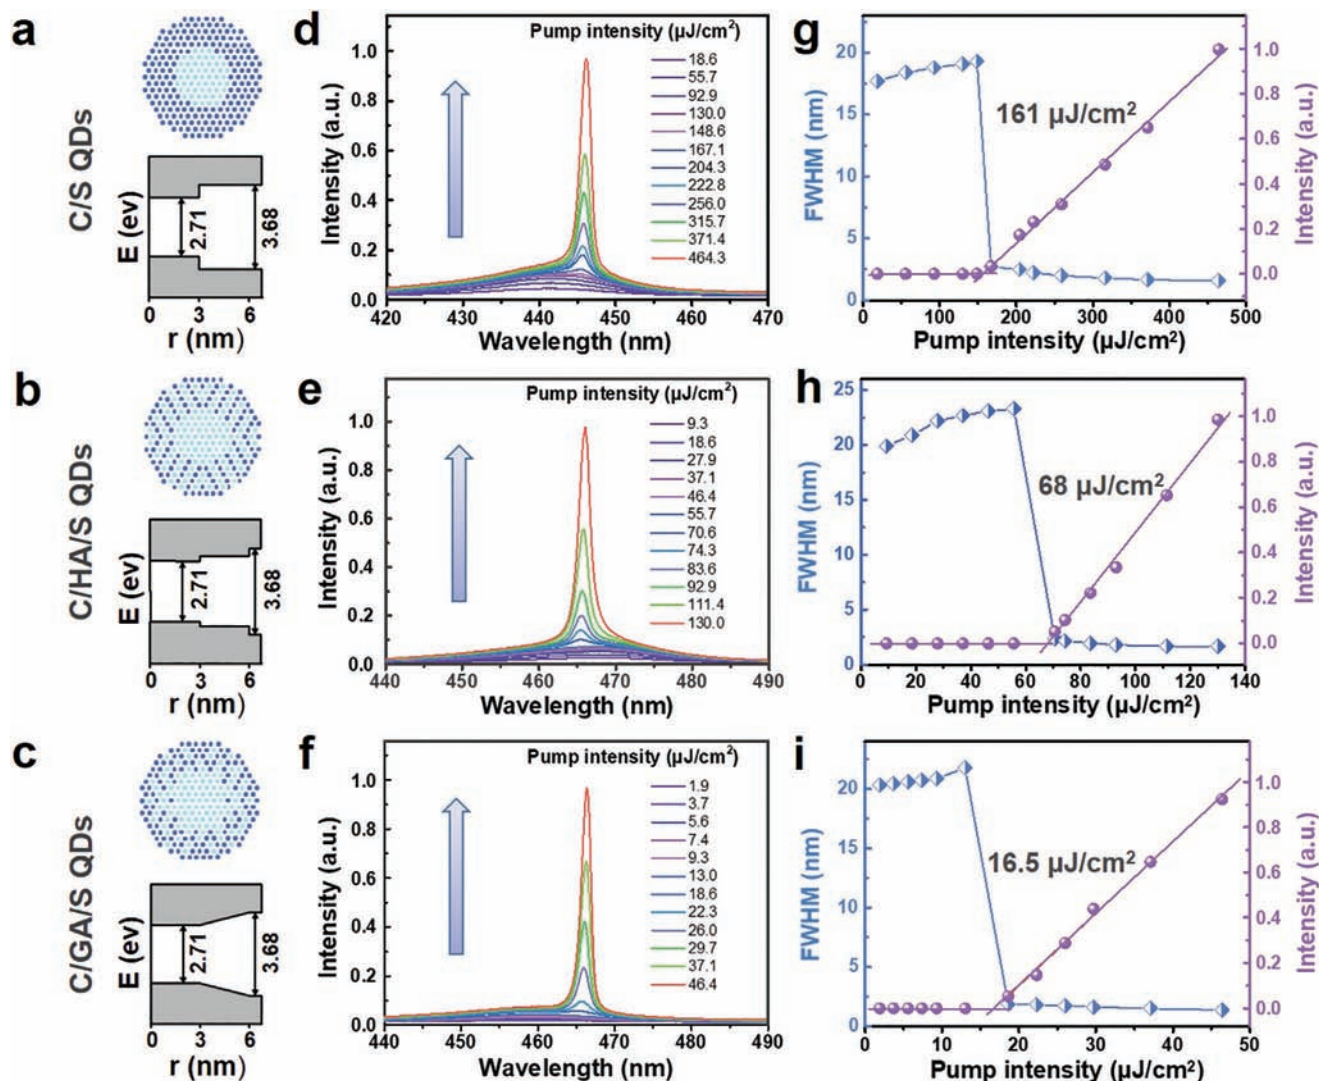 a
C/S QDs
E (ev)
2.71
3.68
0 3 6
r (nm)
d
Pump intensity (µJ/cm²)
18.6
55.7
92.9
130.0
148.6
167.1
204.3
222.8
256.0
315.7
371.4
464.3
Intensity (a.u.)
1.0
0.8
0.6
0.4
0.2
0.0
420 430 440 450 460 470
Wavelength (nm)
g
161 µJ/cm²
FWHM (nm)
20
15
10
5
0
Intensity (a.u.)
1.0
0.8
0.6
0.4
0.2
0.0
0 100 200 300 400 500
Pump intensity (µJ/cm²)
b
C/HA/S QDs
E (ev)
2.71
3.68
0 3 6
r (nm)
e
Pump intensity (µJ/cm²)
9.3
18.6
27.9
37.1
46.4
55.7
70.6
74.3
83.6
92.9
111.4
130.0
Intensity (a.u.)
1.0
0.8
0.6
0.4
0.2
0.0
440 450 460 470 480 490
Wavelength (nm)
h
68 µJ/cm²
FWHM (nm)
25
20
15
10
5
0
Intensity (a.u.)
1.0
0.8
0.6
0.4
0.2
0.0
0 20 40 60 80 100 120 140
Pump intensity (µJ/cm²)
c
C/GA/S QDs
E (ev)
2.71
3.68
0 3 6
r (nm)
f
Pump intensity (µJ/cm²)
1.9
3.7
5.6
7.4
9.3
13.0
18.6
22.3
26.0
29.7
37.1
46.4
Intensity (a.u.)
1.0
0.8
0.6
0.4
0.2
0.0
440 450 460 470 480 490
Wavelength (nm)
i
16.5 µJ/cm²
FWHM (nm)
20
15
10
5
0
Intensity (a.u.)
1.0
0.8
0.6
0.4
0.2
0.0
0 10 20 30 40 50
Pump intensity (µJ/cm²)